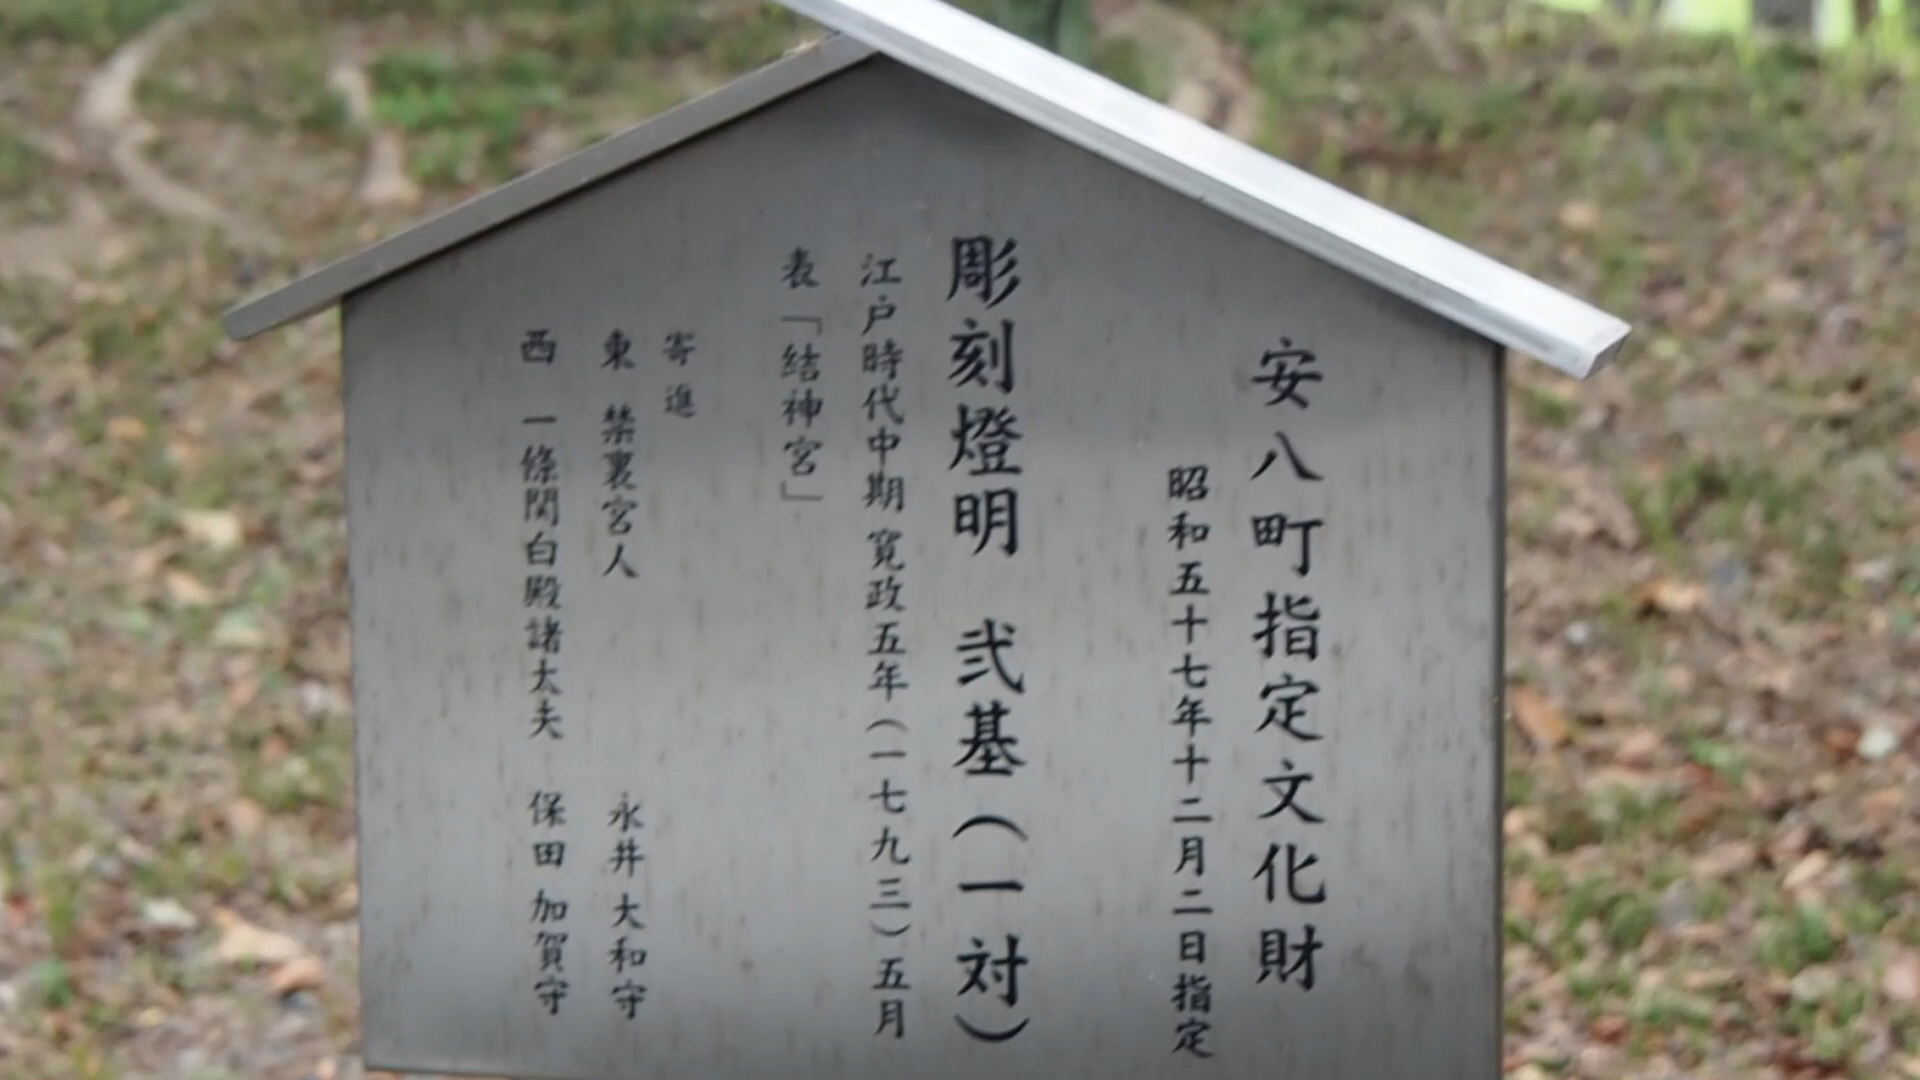 安八町指定文化財
昭和五十七年十二月二日指定
彫刻燈明 弐基(一対)
江戸時代中期 寛政五年(一七九三)五月
表「結神宮」
寄進
東 禁裏宮人 永井大和守
西 一條関白殿諸大夫 保田加賀守